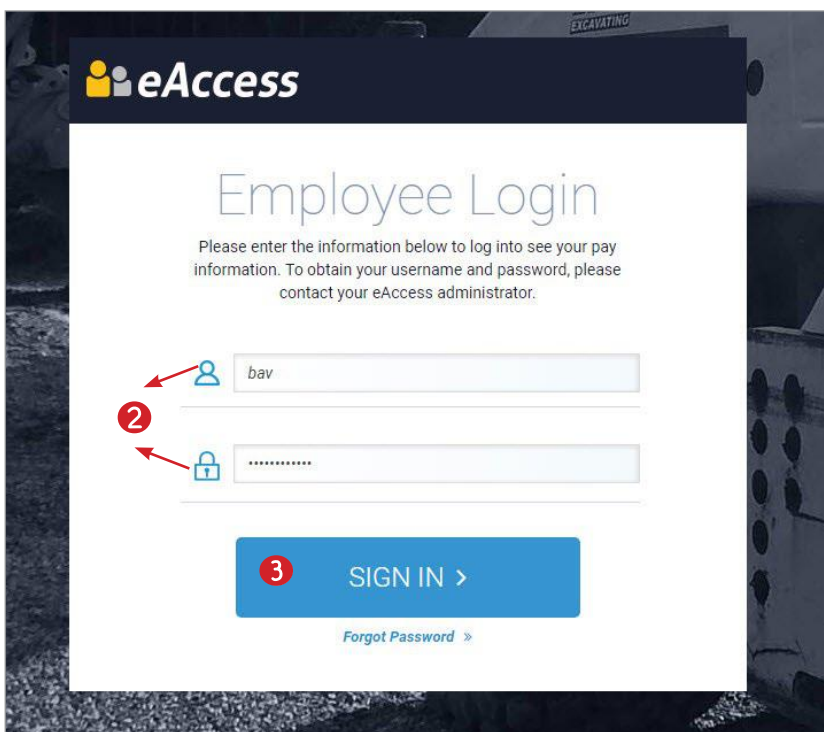 EXCAVATING
eAccess
Employee Login
Please enter the information below to log into see your pay
information. To obtain your username and password, please
contact your eAccess administrator.
bav
2
••••••••••••
3 SIGN IN >
Forgot Password »